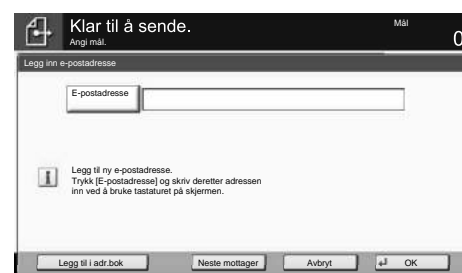 Klar til å sende.
Angi mål.
Mål
0
Legg inn e-postadresse
E-postadresse
Legg til ny e-postadresse.
Trykk [E-postadresse] og skriv deretter adressen
inn ved å bruke tastaturet på skjermen.
Legg til i adr.bok
Neste mottager
Avbryt
OK